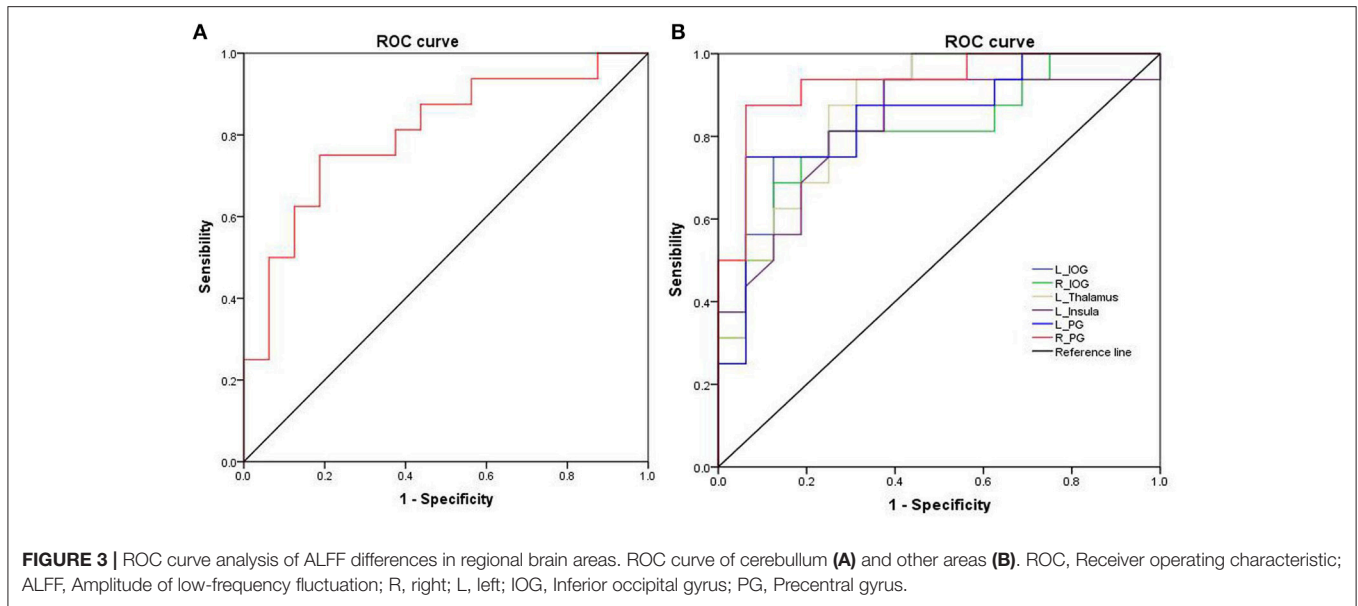 A
ROC curve
1.0
0.8
0.6
0.4
0.2
0.0
Sensibility
0.0 0.2 0.4 0.6 0.8 1.0
1 - Specificity
B
ROC curve
1.0
0.8
0.6
0.4
0.2
0.0
Sensibility
L_IOG
R_IOG
L_Thalamus
L_Insula
L_PG
R_PG
Reference line
0.0 0.2 0.4 0.6 0.8 1.0
1 - Specificity
FIGURE 3 | ROC curve analysis of ALFF differences in regional brain areas. ROC curve of cerebullum (A) and other areas (B). ROC, Receiver operating characteristic;
ALFF, Amplitude of low-frequency fluctuation; R, right; L, left; IOG, Inferior occipital gyrus; PG, Precentral gyrus.